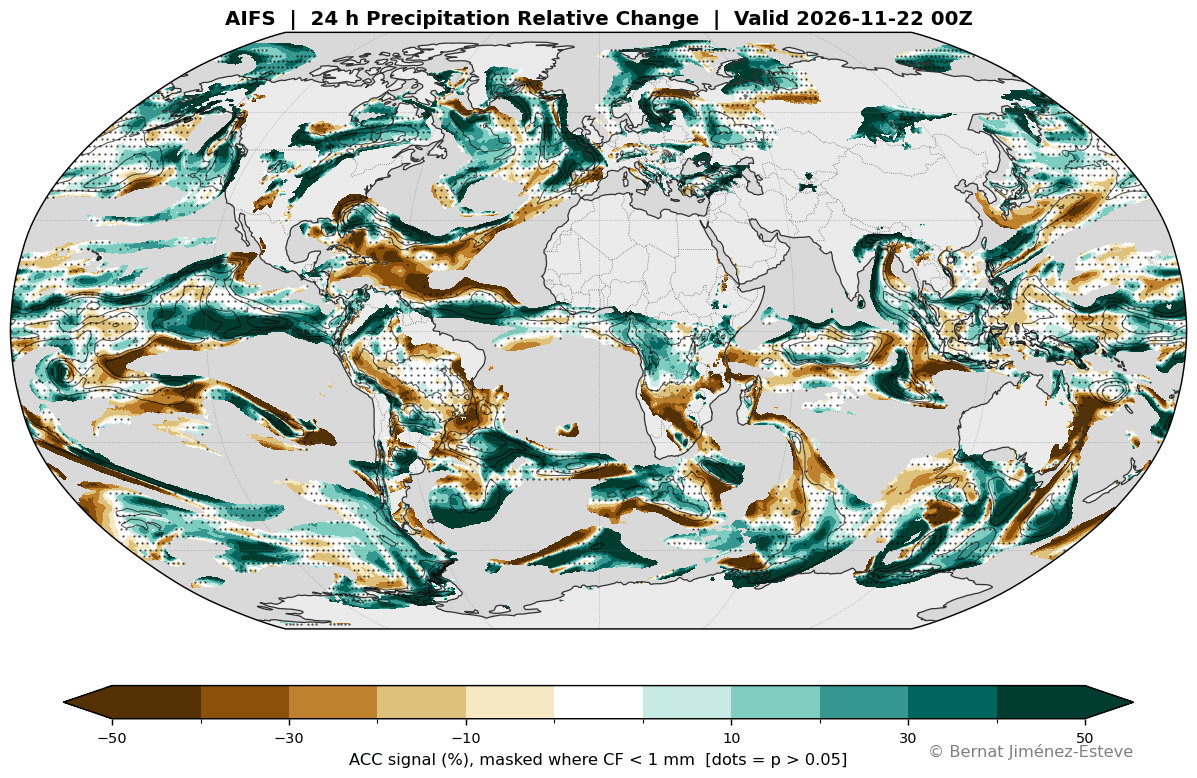 AIFS | 24 h Precipitation Relative Change | Valid 2026-11-22 00Z
−50 −30 −10 10 30 50
© Bernat Jiménez-Esteve
ACC signal (%), masked where CF < 1 mm [dots = p > 0.05]